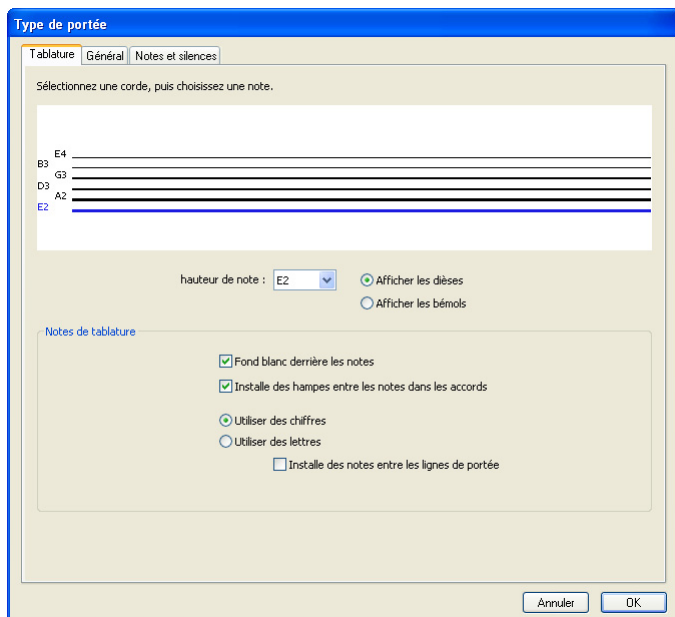 Type de portée
Tablature Général Notes et silences
Sélectionnez une corde, puis choisissez une note.
E4
B3
G3
D3
A2
E2
hauteur de note : E2
Afficher les dièses
Afficher les bémols
Notes de tablature
Fond blanc derrière les notes
Installe des hampes entre les notes dans les accords
Utiliser des chiffres
Utiliser des lettres
Installe des notes entre les lignes de portée
Annuler OK